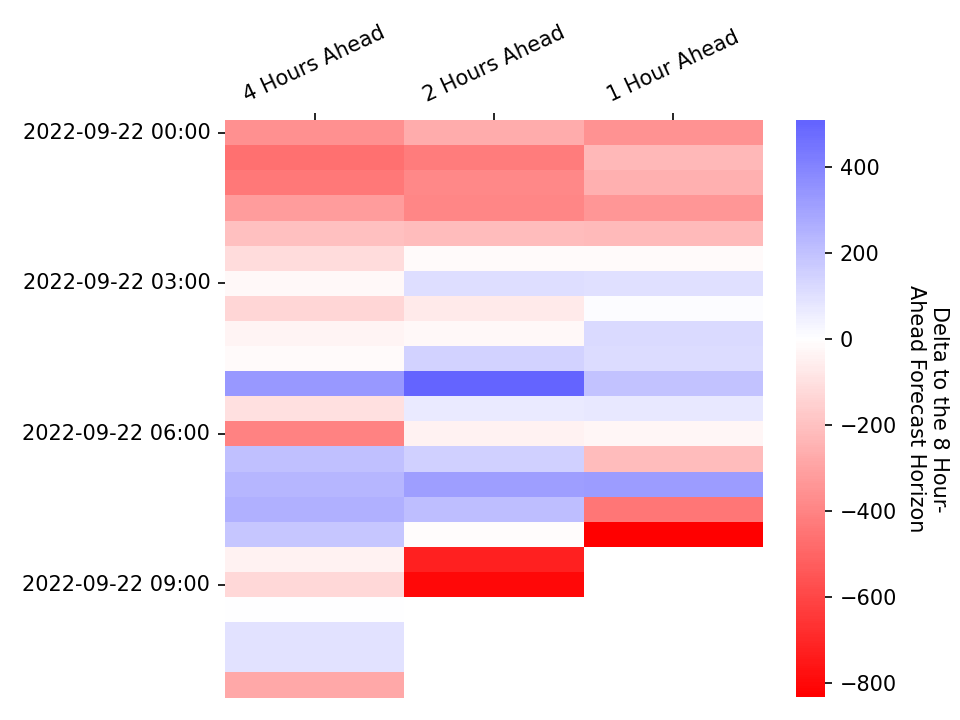 4 Hours Ahead
2 Hours Ahead
1 Hour Ahead
2022-09-22 00:00
2022-09-22 03:00
2022-09-22 06:00
2022-09-22 09:00
400
200
0
−200
−400
−600
−800
Delta to the 8 Hour-
Ahead Forecast Horizon